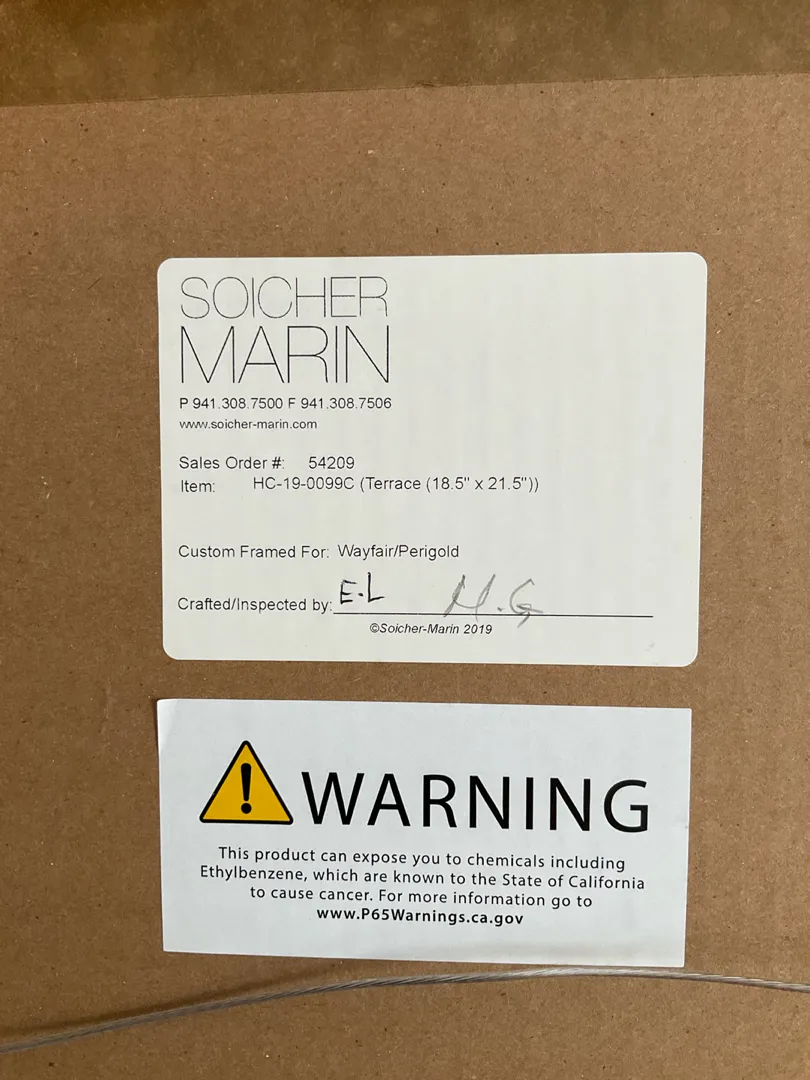 SOICHER
MARIN
P 941.308.7500 F 941.308.7506
www.soicher-marin.com
Sales Order #: 54209
Item: HC-19-0099C (Terrace (18.5" x 21.5"))
Custom Framed For: Wayfair/Perigold
Crafted/Inspected by: E.L H.G
©Soicher-Marin 2019
WARNING
This product can expose you to chemicals including
Ethylbenzene, which are known to the State of California
to cause cancer. For more information go to
www.P65Warnings.ca.gov